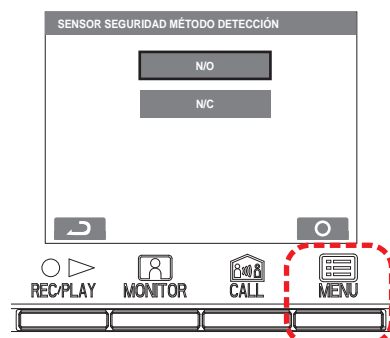 SENSOR SEGURIDAD MÉTODO DETECCIÓN
N/O
N/C
REC/PLAY MONITOR CALL MENU